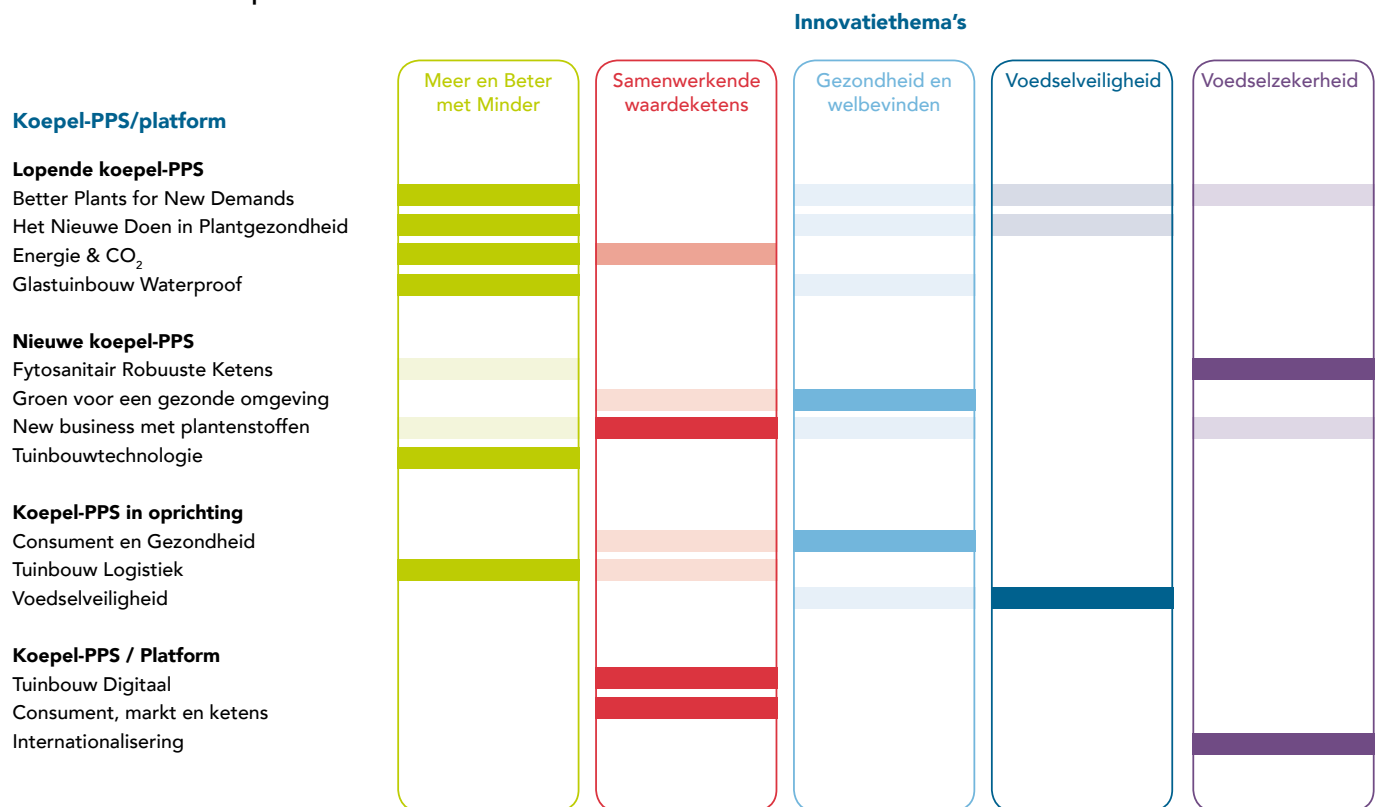 Innovatiethema's
Meer en Beter
met Minder
Samenwerkende
waardeketens
Gezondheid en
welbevinden
Voedselveiligheid
Voedselzekerheid
Koepel-PPS/platform
Lopende koepel-PPS
Better Plants for New Demands
Het Nieuwe Doen in Plantgezondheid
Energie & CO2
Glastuinbouw Waterproof
Nieuwe koepel-PPS
Fytosanitair Robuuste Ketens
Groen voor een gezonde omgeving
New business met plantenstoffen
Tuinbouwtechnologie
Koepel-PPS in oprichting
Consument en Gezondheid
Tuinbouw Logistiek
Voedselveiligheid
Koepel-PPS / Platform
Tuinbouw Digitaal
Consument, markt en ketens
Internationalisering